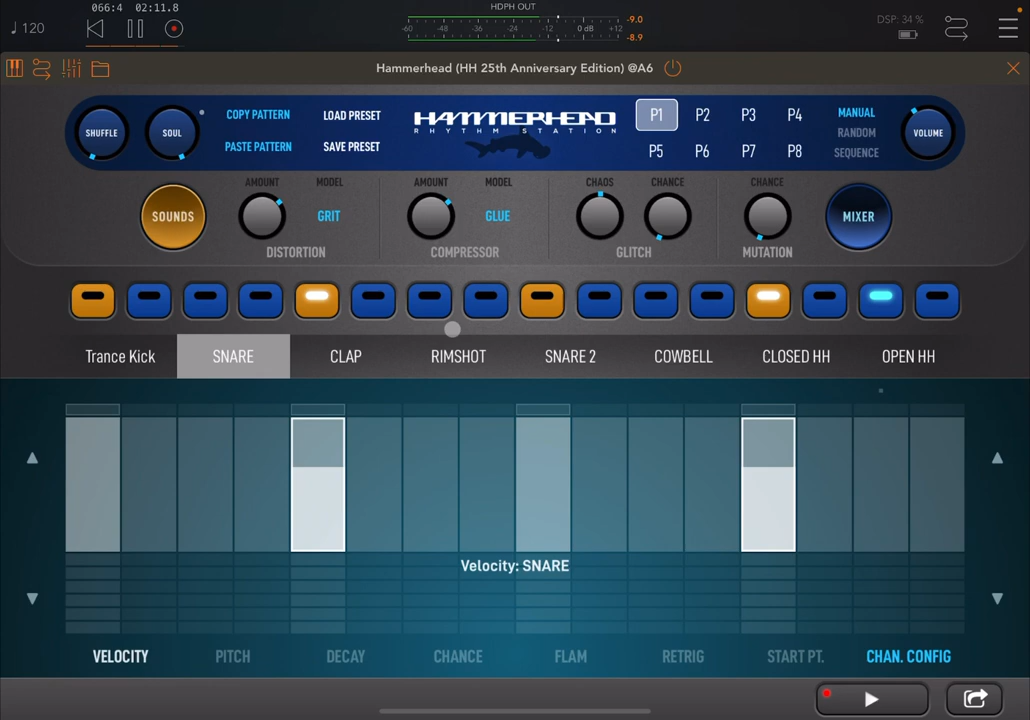 066:4 02:11.8
♩120
HDPH OUT
-60 -48 -36 -24 -12 0 dB +12
-9.0
-8.9
DSP: 34 %
Hammerhead (HH 25th Anniversary Edition) @A6
SHUFFLE
SOUL
COPY PATTERN
LOAD PRESET
PASTE PATTERN
SAVE PRESET
HAMMERHEAD
RHYTHM STATION
P1 P2 P3 P4
P5 P6 P7 P8
MANUAL
RANDOM
SEQUENCE
VOLUME
SOUNDS
AMOUNT MODEL
GRIT
DISTORTION
AMOUNT MODEL
GLUE
COMPRESSOR
CHAOS CHANCE
GLITCH
CHANCE
MUTATION
MIXER
Trance Kick SNARE CLAP RIMSHOT SNARE 2 COWBELL CLOSED HH OPEN HH
Velocity: SNARE
VELOCITY PITCH DECAY CHANCE FLAM RETRIG START PT. CHAN. CONFIG